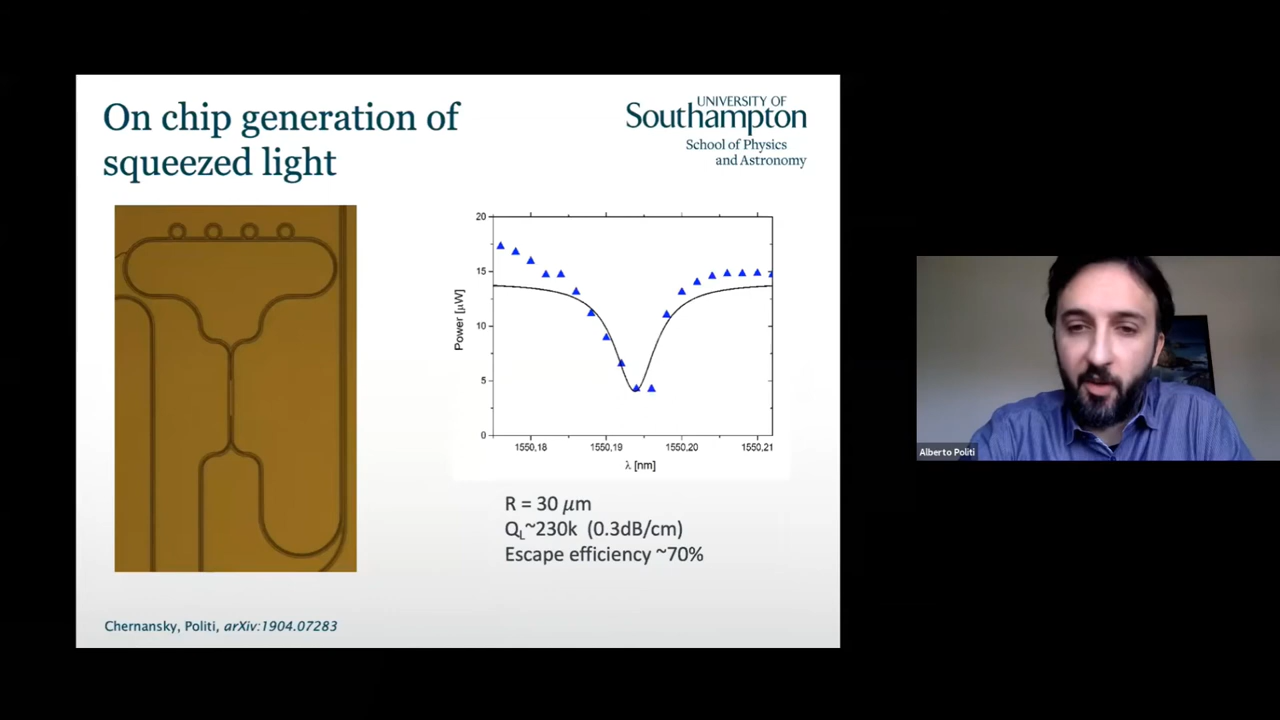 On chip generation of
squeezed light
UNIVERSITY OF
Southampton
School of Physics
and Astronomy
20
15
10
5
0
Power [µW]
1550,18 1550,19 1550,20 1550,21
λ [nm]
R = 30 μm
QL~230k (0.3dB/cm)
Escape efficiency ~70%
Chernansky, Politi, arXiv:1904.07283
Alberto Politi